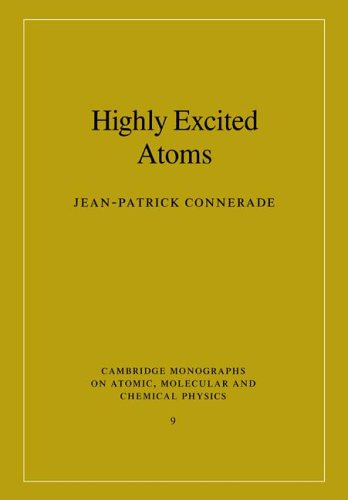 Highly Excited
Atoms
JEAN-PATRICK CONNERADE
CAMBRIDGE MONOGRAPHS
ON ATOMIC, MOLECULAR AND
CHEMICAL PHYSICS
9